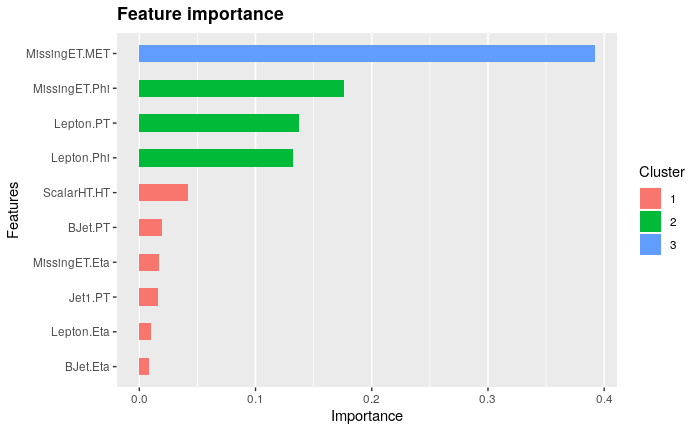 Feature importance
Features
MissingET.MET
MissingET.Phi
Lepton.PT
Lepton.Phi
ScalarHT.HT
BJet.PT
MissingET.Eta
Jet1.PT
Lepton.Eta
BJet.Eta
0.0 0.1 0.2 0.3 0.4
Importance
Cluster
1
2
3